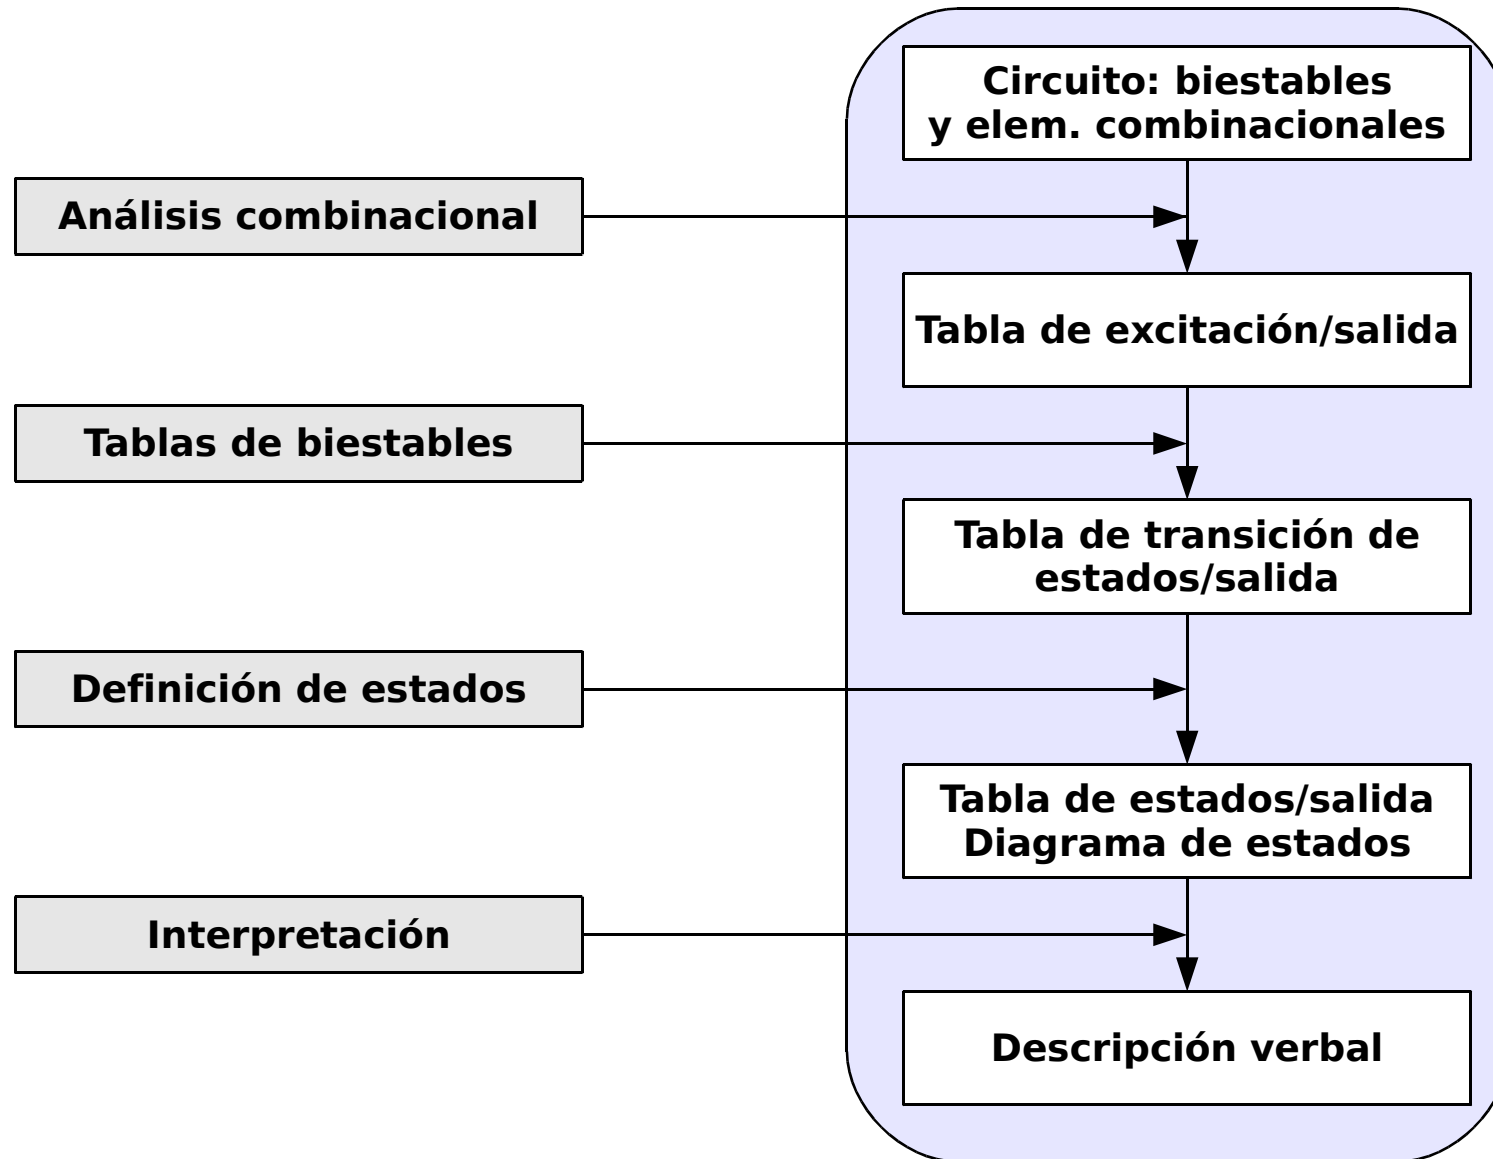 Circuito: biestables
y elem. combinacionales
Análisis combinacional
Tabla de excitación/salida
Tablas de biestables
Tabla de transición de
estados/salida
Definición de estados
Tabla de estados/salida
Diagrama de estados
Interpretación
Descripción verbal